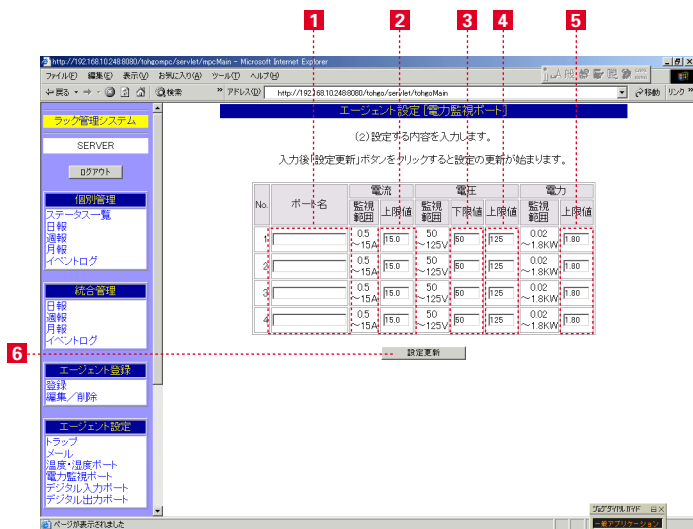 1 2 3 4 5
http://192.168.10.248:8080/tohgompc/servlet/mpcMain - Microsoft Internet Explorer
ファイル(F) 編集(E) 表示(V) お気に入り(A) ツール(T) ヘルプ(H)
戻る 検索 » アドレス(D) http://192.168.10.248:8080/tohgo/servlet/tohgoMain 移動 リンク »
ラック管理システム
SERVER
ログアウト
個別管理
ステータス一覧
日報
週報
月報
イベントログ
統合管理
日報
週報
月報
イベントログ
エージェント登録
登録
編集/削除
エージェント設定
トラップ
メール
温度・湿度ポート
電力監視ポート
デジタル入力ポート
デジタル出力ポート
エージェント設定 [電力監視ポート]
(2)設定する内容を入力します。
入力後「設定更新」ボタンをクリックすると設定の更新が始まります。
No. ポート名 電流 電圧 電力
監視範囲 上限値 監視範囲 下限値 上限値 監視範囲 上限値
1 0.5～15A 15.0 50～125V 50 125 0.02～1.8KW 1.80
2 0.5～15A 15.0 50～125V 50 125 0.02～1.8KW 1.80
3 0.5～15A 15.0 50～125V 50 125 0.02～1.8KW 1.80
4 0.5～15A 15.0 50～125V 50 125 0.02～1.8KW 1.80
6
設定更新
ページが表示されました
一般アプリケーション